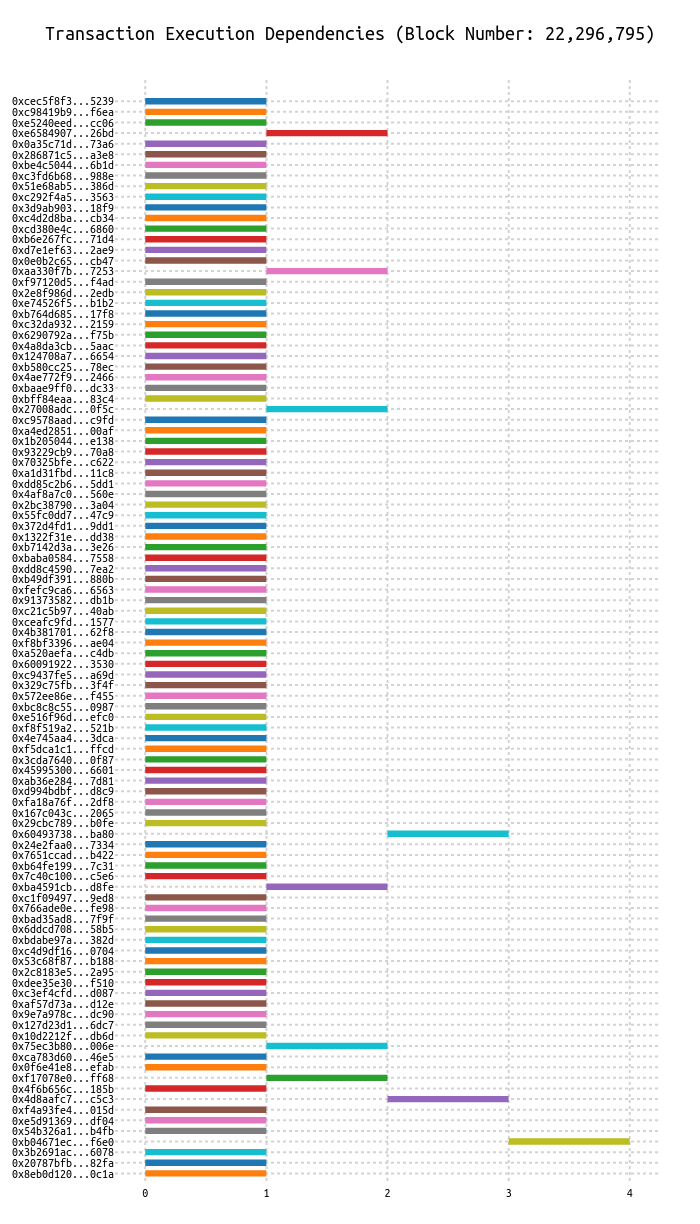 Transaction Execution Dependencies (Block Number: 22,296,795)
0xcec5f8f3...5239
0xc98419b9...f6ea
0xe5240eed...cc06
0xe6584907...26bd
0x0a35c71d...73a6
0x286871c5...a3e8
0xbe4c5044...6b1d
0xc3fd6b68...988e
0x51e68ab5...386d
0xc292f4a5...3563
0x3d9ab903...18f9
0xc4d2d8ba...cb34
0xcd380e4c...6860
0xb6e267fc...71d4
0xd7e1ef63...2ae9
0x0e0b2c65...cb47
0xaa330f7b...7253
0xf97120d5...f4ad
0x2e8f986d...2edb
0xe74526f5...b1b2
0xb764d685...17f8
0xc32da932...2159
0x6290792a...f75b
0x4a8da3cb...5aac
0x124708a7...6654
0xb580cc25...78ec
0x4ae772f9...2466
0xbaae9ff0...dc33
0xbff84eaa...83c4
0x27008adc...0f5c
0xc9578aad...c9fd
0xa4ed2851...00af
0x1b205044...e138
0x93229cb9...70a8
0x70325bfe...c622
0xa1d31fbd...11c8
0xdd85c2b6...5dd1
0x4af8a7c0...560e
0x2bc38790...3a04
0x55fc0dd7...47c9
0x372d4fd1...9dd1
0x1322f31e...dd38
0xb7142d3a...3e26
0xbaba0584...7558
0xdd8c4590...7ea2
0xb49df391...880b
0xfefc9ca6...6563
0x91373582...db1b
0xc21c5b97...40ab
0xceafc9fd...1577
0x4b381701...62f8
0xf8bf3396...ae04
0xa520aefa...c4db
0x60091922...3530
0xc9437fe5...a69d
0x329c75fb...3f4f
0x572ee86e...f455
0xbc8c8c55...0987
0xe516f96d...efc0
0xf8f519a2...521b
0x4e745aa4...3dca
0xf5dca1c1...ffcd
0x3cda7640...0f87
0x45995300...6601
0xab36e284...7d81
0xd994bdbf...d8c9
0xfa18a76f...2df8
0x167c043c...2065
0x29cbc789...b0fe
0x60493738...ba80
0x24e2faa0...7334
0x7651ccad...b422
0xb64fe199...7c31
0x7c40c100...c5e6
0xba4591cb...d8fe
0xc1f09497...9ed8
0x766ade0e...fe98
0xbad35ad8...7f9f
0x6ddcd708...58b5
0xbdabe97a...382d
0xc4d9df16...0704
0x53c68f87...b188
0x2c8183e5...2a95
0xdee35e30...f510
0xc3ef4cfd...d087
0xaf57d73a...d12e
0x9e7a978c...dc90
0x127d23d1...6dc7
0x10d2212f...db6d
0x75ec3b80...006e
0xca783d60...46e5
0x0f6e41e8...efab
0xf17078e0...ff68
0x4f6b656c...185b
0x4d8aafc7...c5c3
0xf4a93fe4...015d
0xe5d91369...df04
0x54b326a1...b4fb
0xb04671ec...f6e0
0x3b2691ac...6078
0x20787bfb...82fa
0x8eb0d120...0c1a
0 1 2 3 4